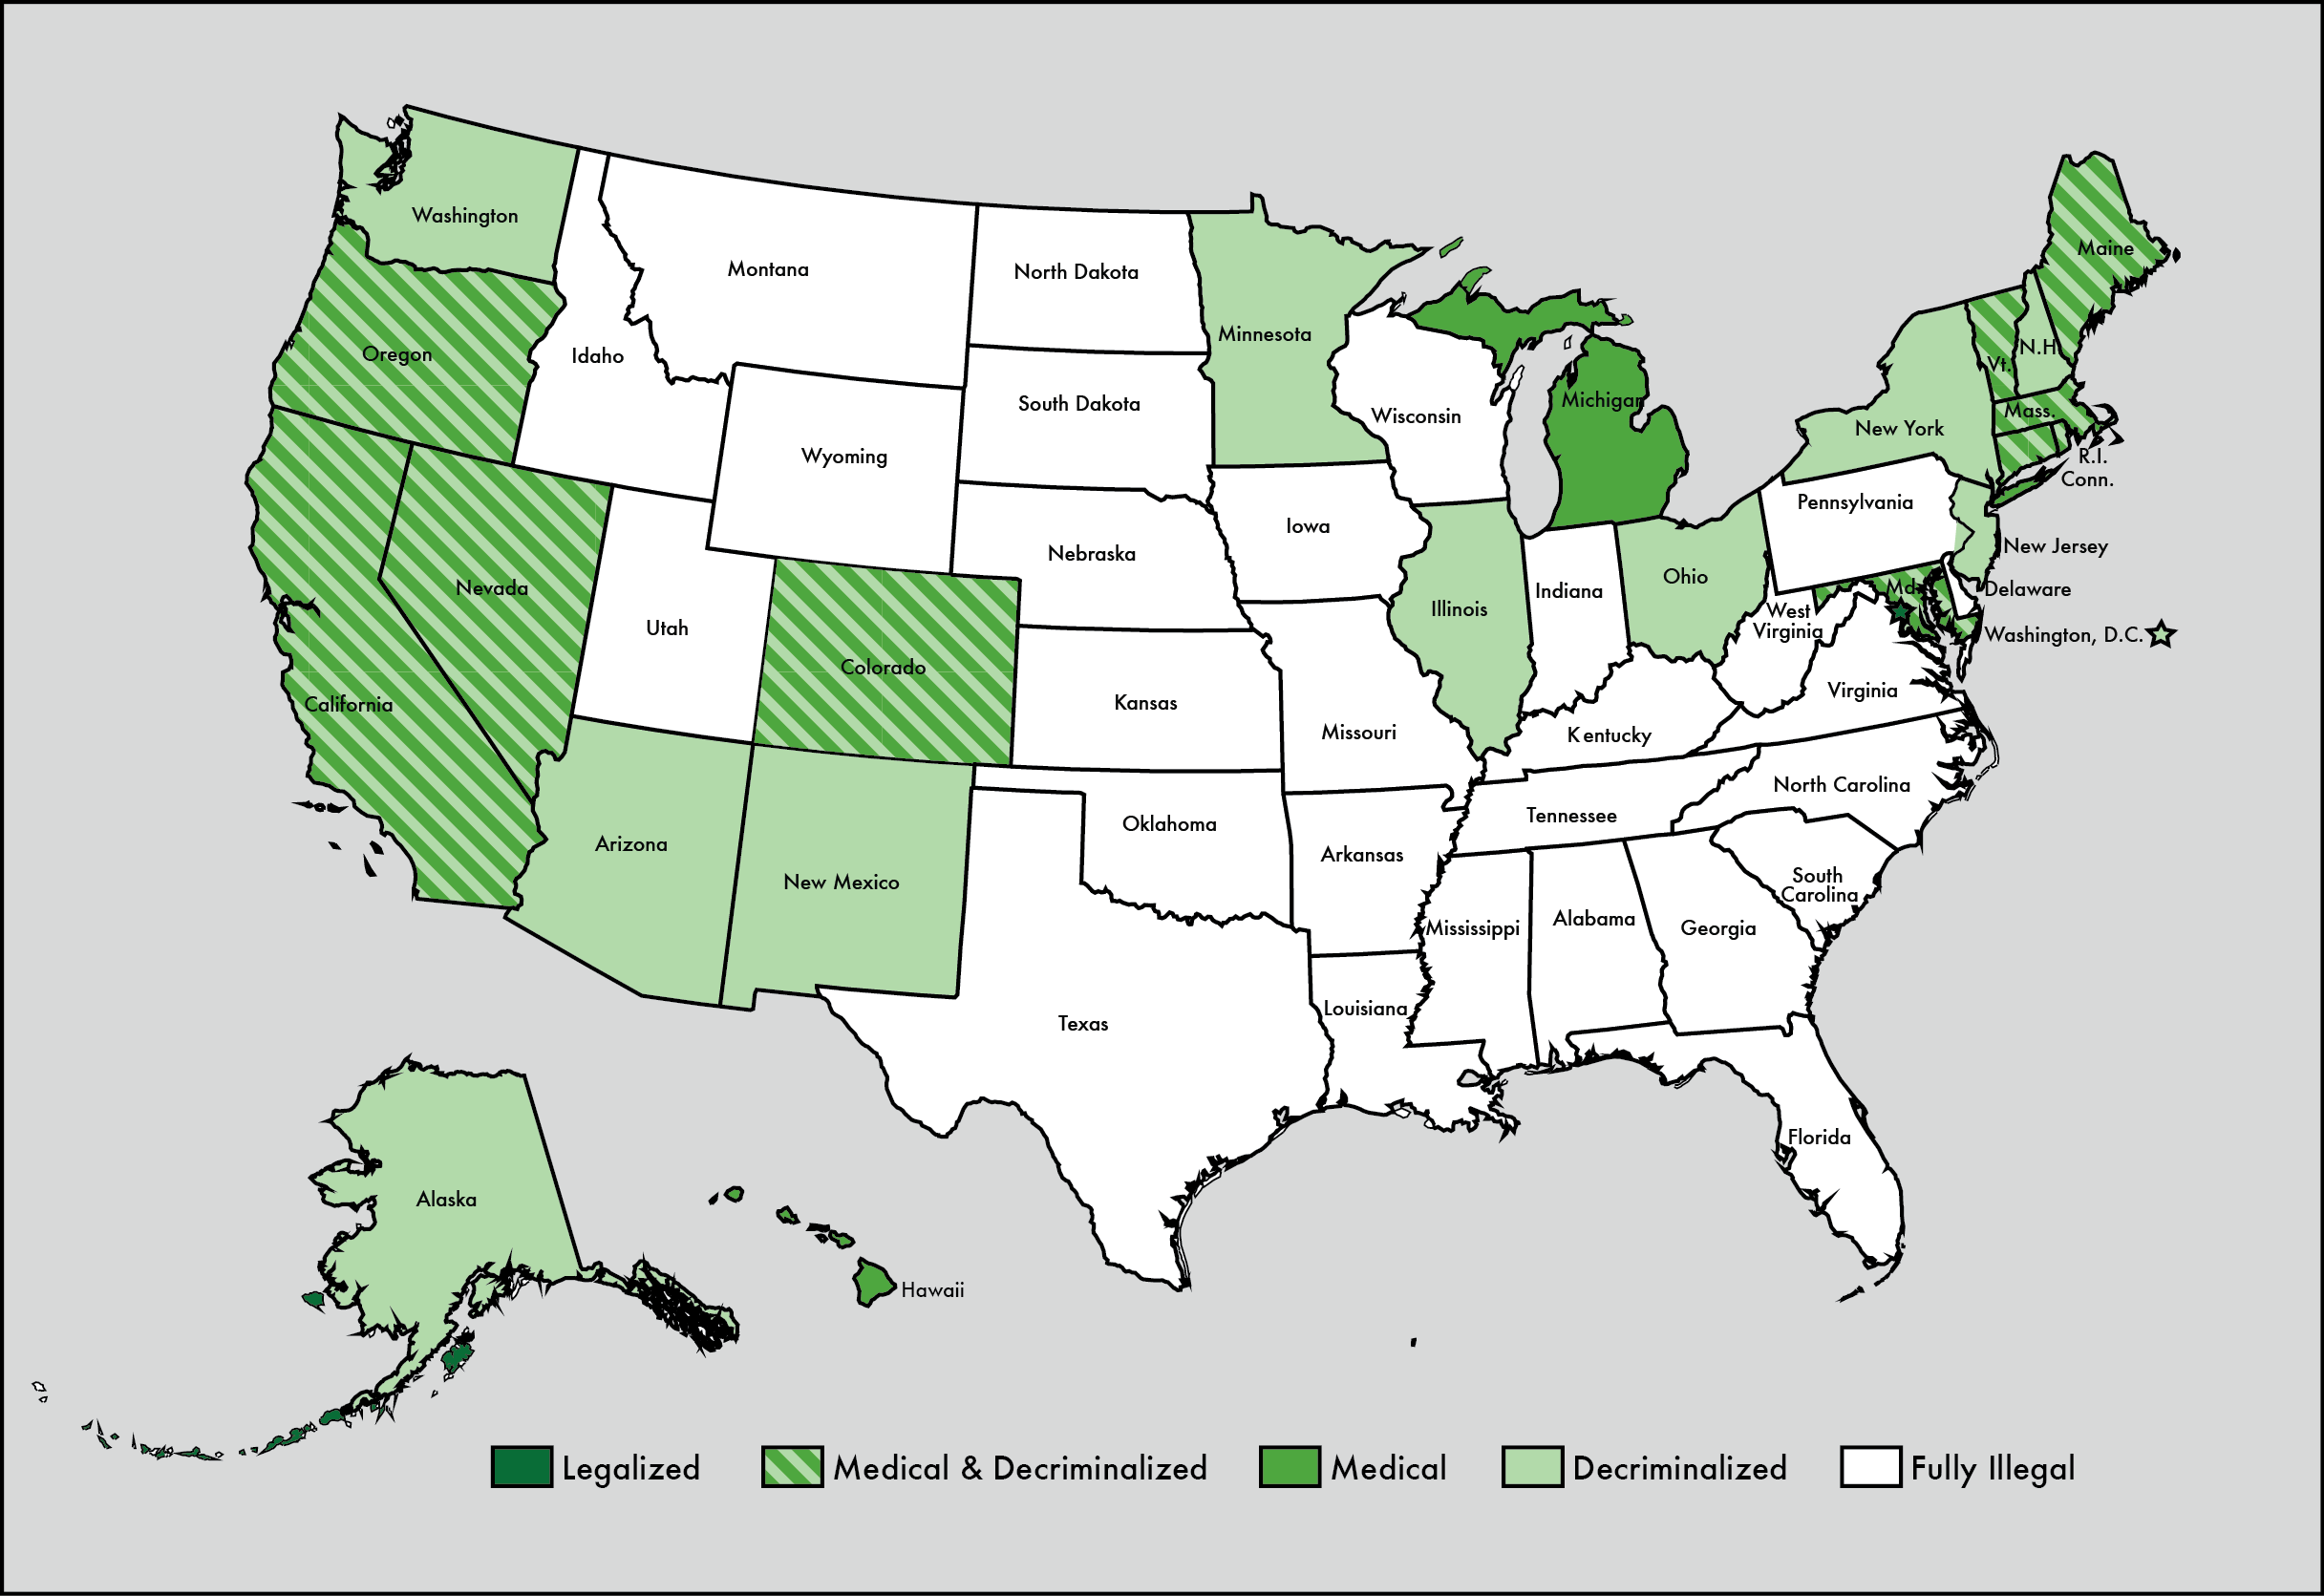 Washington
Montana
North Dakota
Minnesota
Maine
Oregon
Idaho
South Dakota
Wisconsin
Michigan
Vt.
N.H.
New York
Mass.
R.I.
Conn.
Wyoming
Nebraska
Iowa
Pennsylvania
New Jersey
Nevada
Utah
Colorado
Illinois
Indiana
Ohio
Md.
Delaware
West
Virginia
Washington, D.C.
California
Kansas
Missouri
Kentucky
Virginia
Arizona
New Mexico
Oklahoma
Arkansas
Tennessee
North Carolina
South
Carolina
Texas
Louisiana
Mississippi
Alabama
Georgia
Florida
Alaska
Hawaii
Legalized
Medical & Decriminalized
Medical
Decriminalized
Fully Illegal